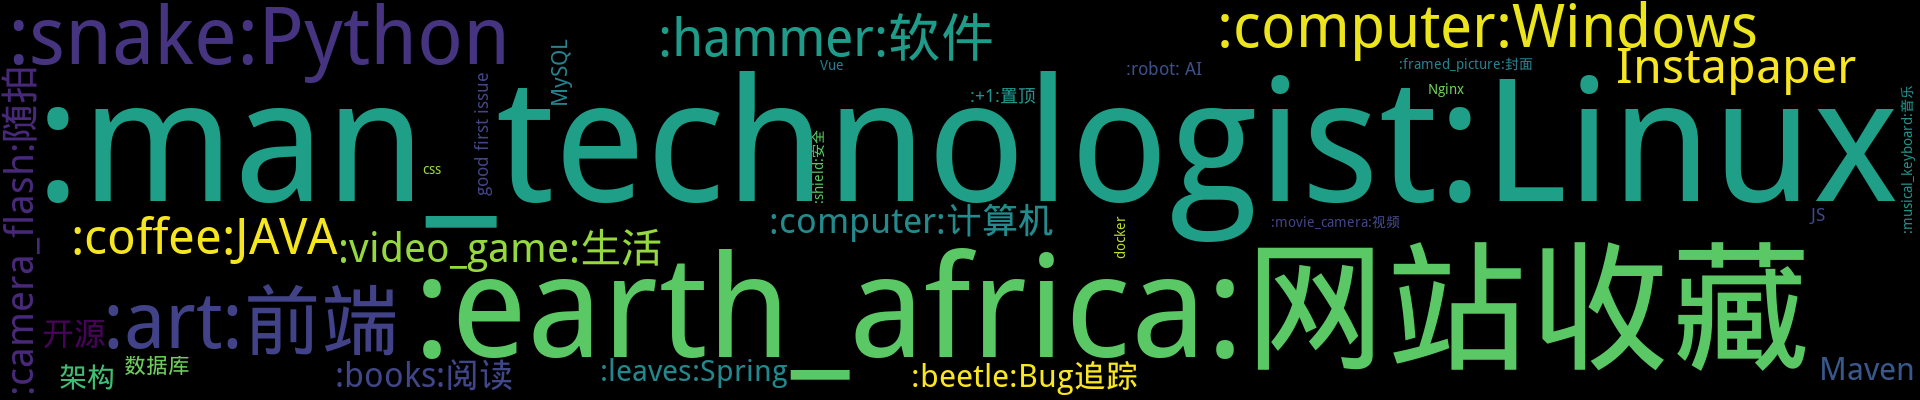 :snake:Python
:hammer:软件
:computer:Windows
Instapaper
MySQL
Vue
:robot: AI
:framed_picture:封面
Nginx
:+1:置顶
good first issue
:camera_flash:随拍
:man_technologist:Linux
css
:shield:安全
:musical_keyboard:音乐
:coffee:JAVA
:video_game:生活
:computer:计算机
docker
:movie_camera:视频
JS
:art:前端
:earth_africa:网站收藏
开源
架构
数据库
:books:阅读
:leaves:Spring
:beetle:Bug追踪
Maven